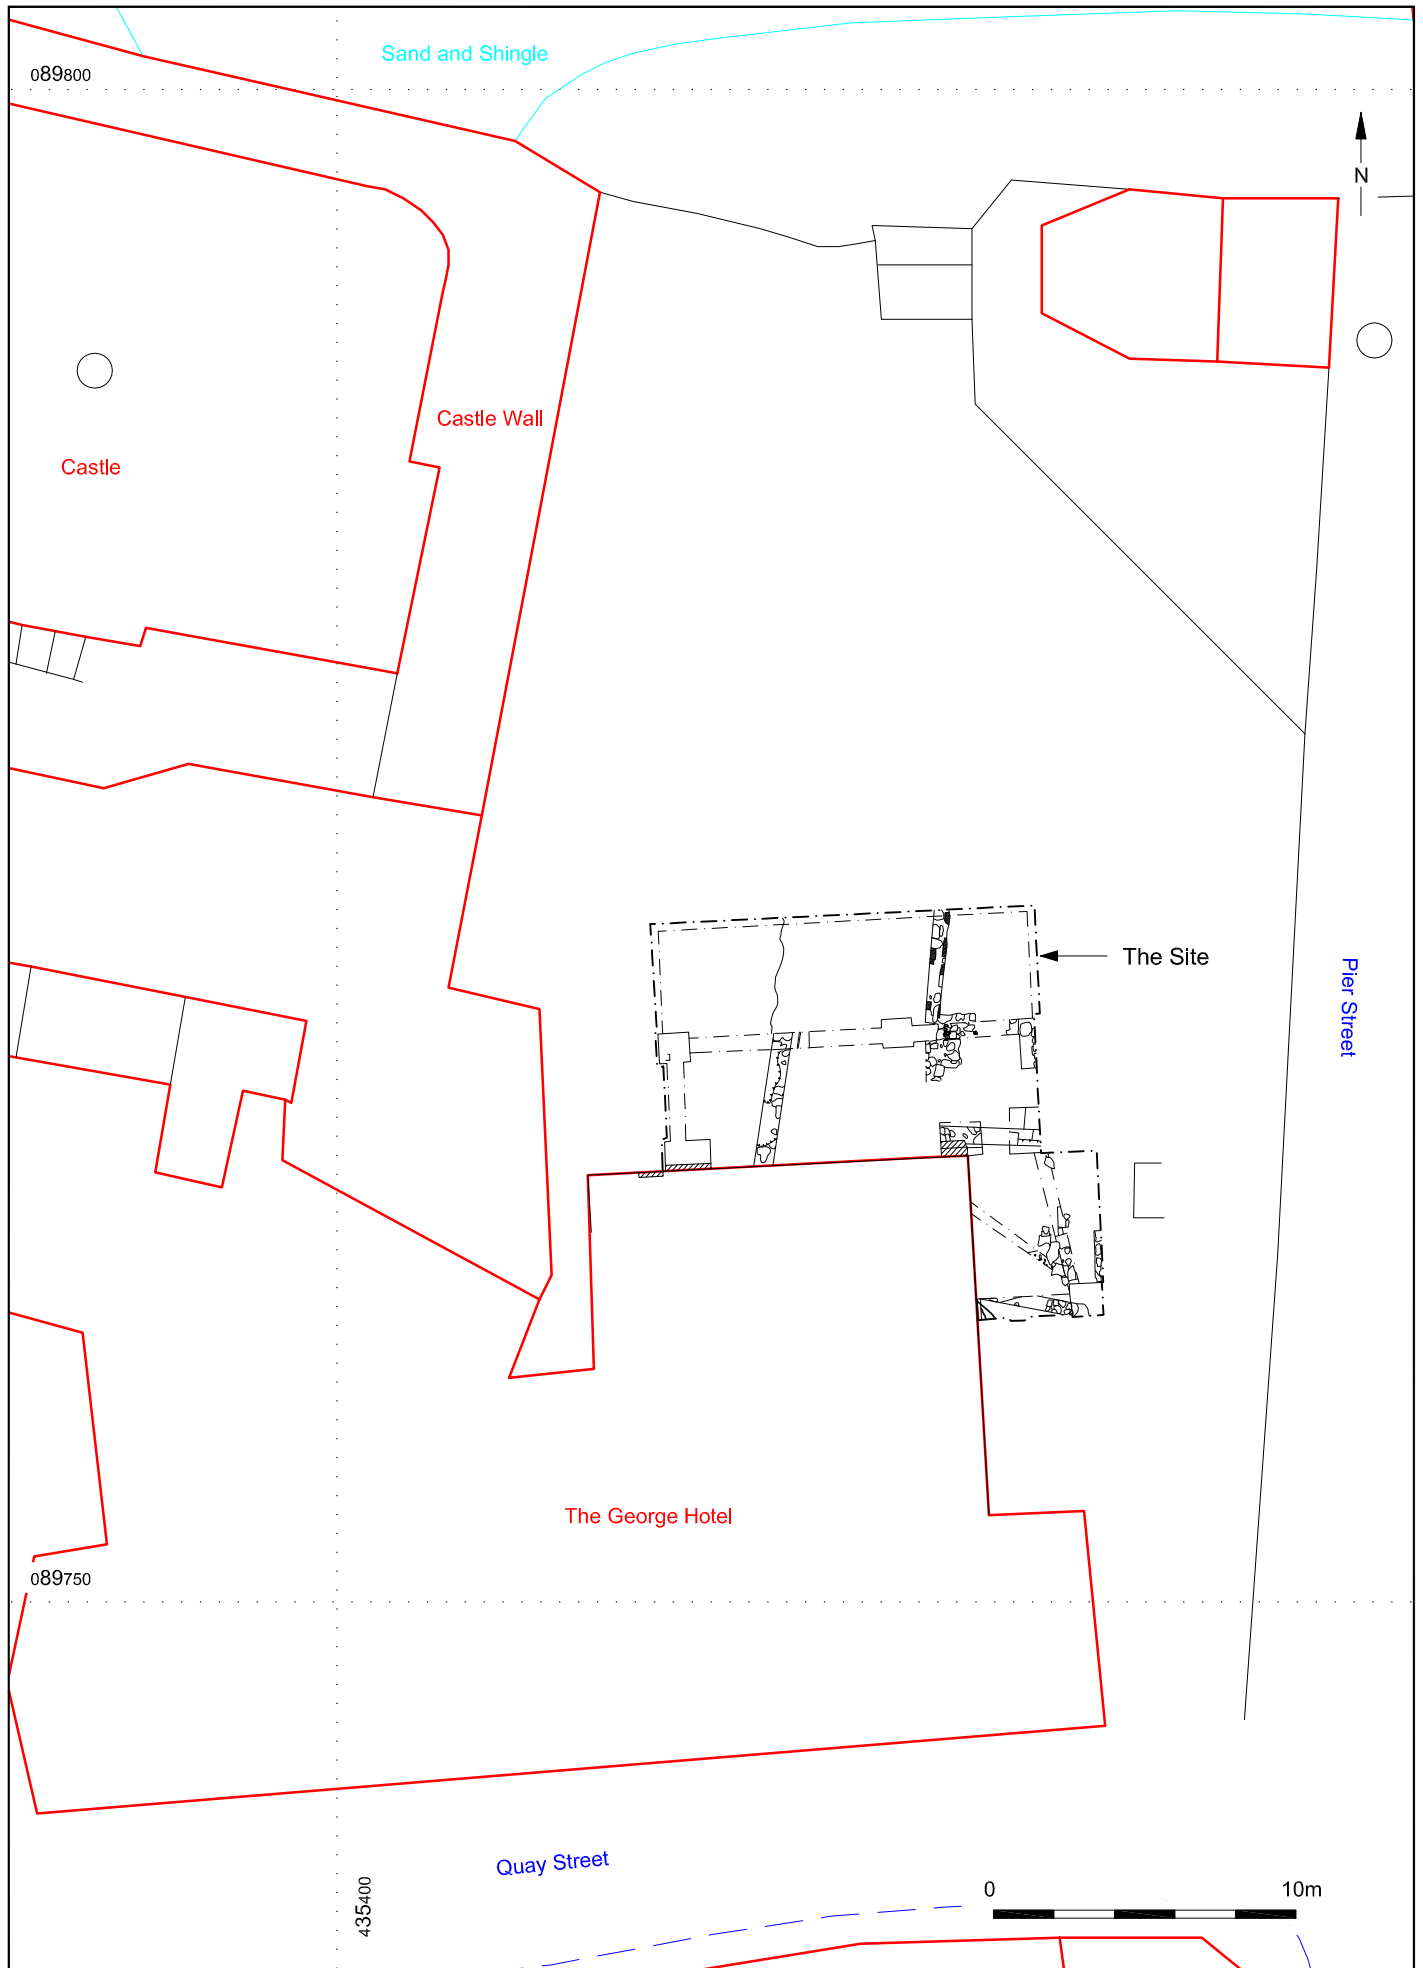 Sand and Shingle
089800
N
Castle Wall
Castle
The Site
Pier Street
The George Hotel
089750
Quay Street
435400
0 10m